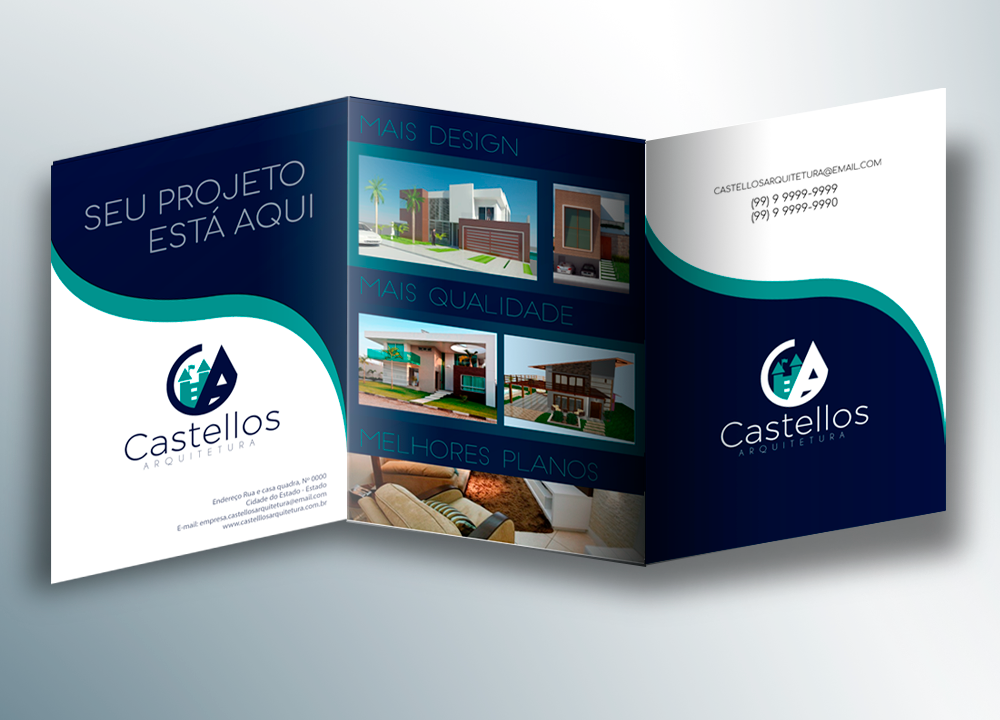 SEU PROJETO
ESTÁ AQUI
CA
Castellos
ARQUITETURA
Endereço Rua e casa quadra, Nº 0000
Cidade do Estado - Estado
E-mail: empresa.castellosarquitetura@email.com
www.castellosarquitetura.com.br
MAIS DESIGN
MAIS QUALIDADE
MELHORES PLANOS
CASTELLOSARQUITETURA@EMAIL.COM
(99) 9 9999-9999
(99) 9 9999-9990
CA
Castellos
ARQUITETURA